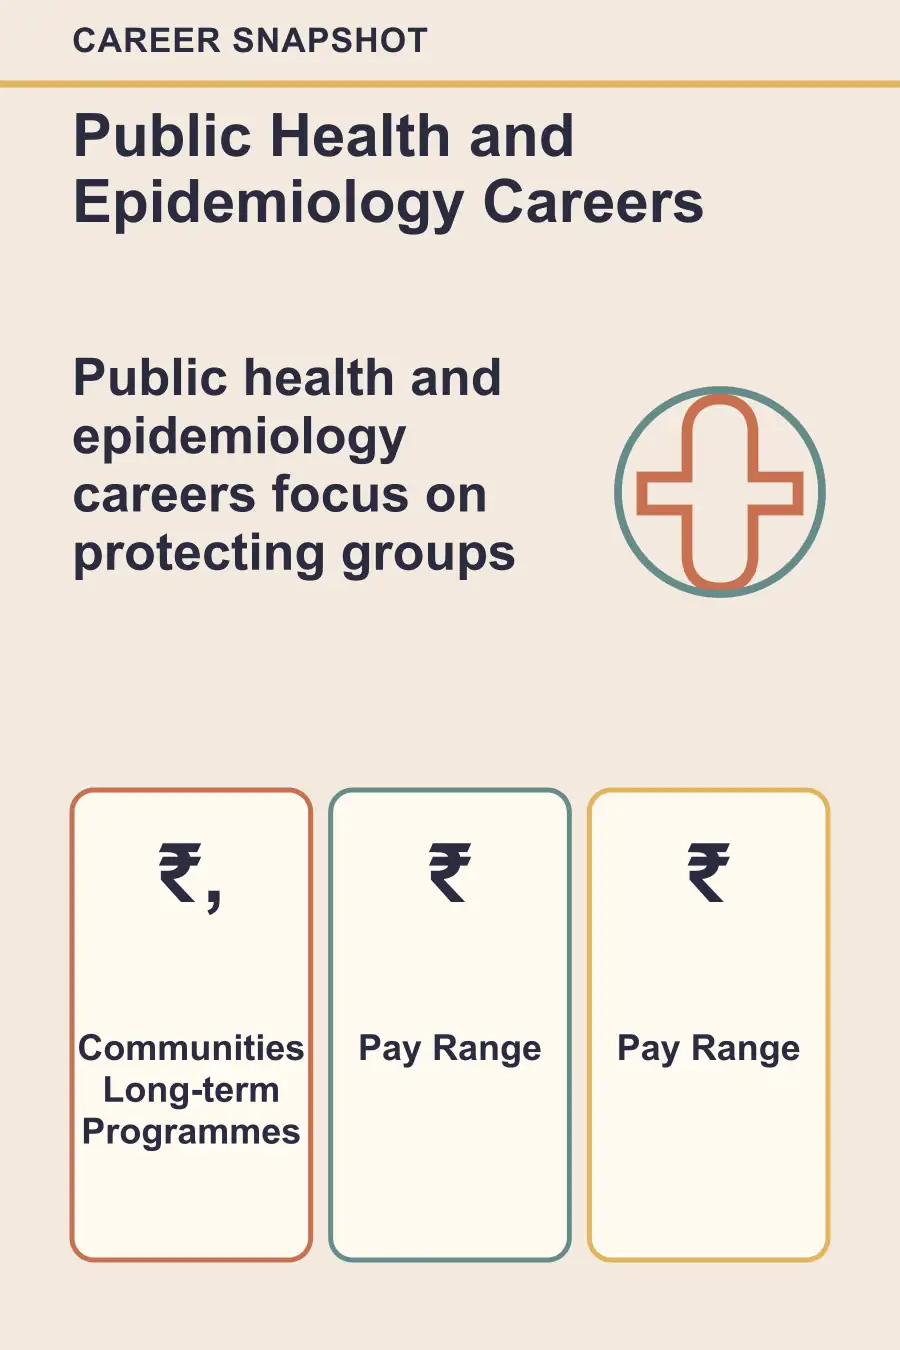 CAREER SNAPSHOT
Public Health and
Epidemiology Careers
Public health and
epidemiology
careers focus on
protecting groups
₹,
Communities
Long-term
Programmes
₹
Pay Range
₹
Pay Range